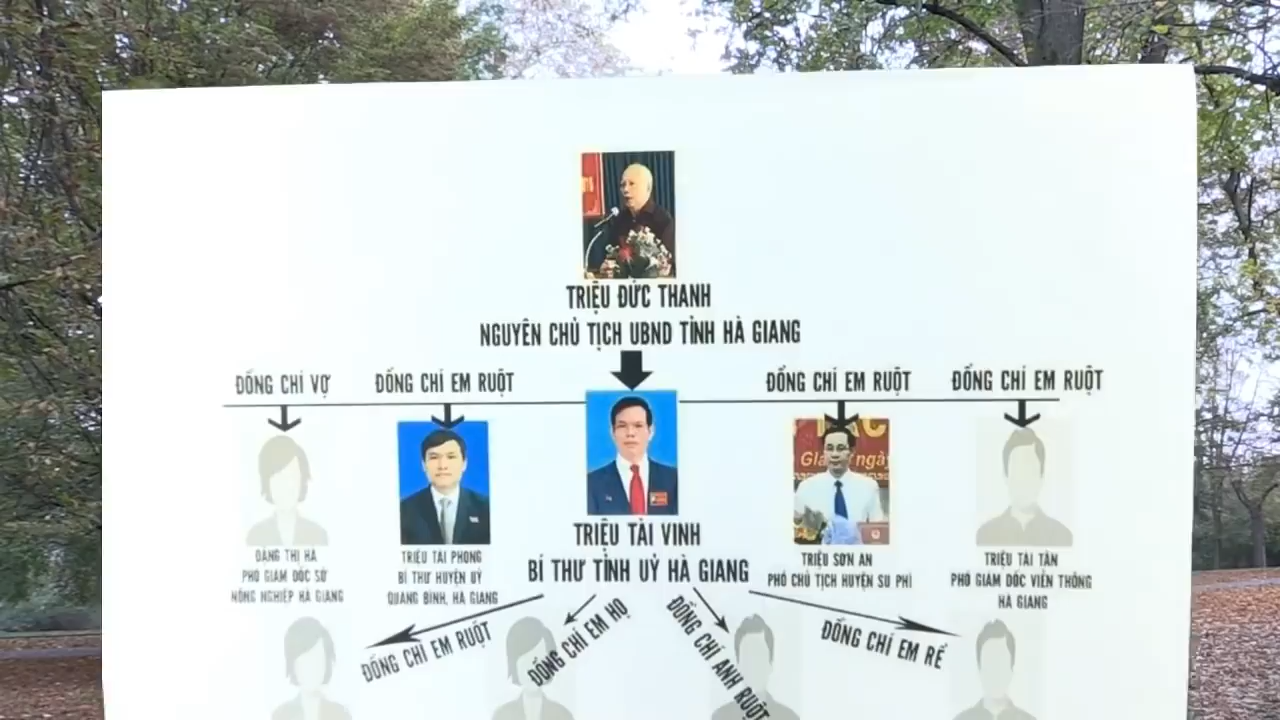 TRIỆU ĐỨC THANH
NGUYÊN CHỦ TỊCH UBND TỈNH HÀ GIANG
ĐỒNG CHÍ VỢ
ĐỒNG CHÍ EM RUỘT
ĐỒNG CHÍ EM RUỘT
ĐỒNG CHÍ EM RUỘT
Gia
ngày
TRIỆU TÀI VINH
BÍ THƯ TỈNH UỶ HÀ GIANG
ĐẶNG THỊ HÀ
PHÓ GIÁM ĐỐC SỞ
NÔNG NGHIỆP HÀ GIANG
TRIỆU TÀI PHONG
BÍ THƯ HUYỆN UỶ
QUANG BÌNH, HÀ GIANG
TRIỆU SƠN AN
PHÓ CHỦ TỊCH HUYỆN SU PHÌ
TRIỆU TÀI TÂN
PHÓ GIÁM ĐỐC VIỄN THÔNG
HÀ GIANG
ĐỒNG CHÍ EM RUỘT
ĐỒNG CHÍ EM HỌ
ĐỒNG CHÍ ANH RUỘT
ĐỒNG CHÍ EM RỂ